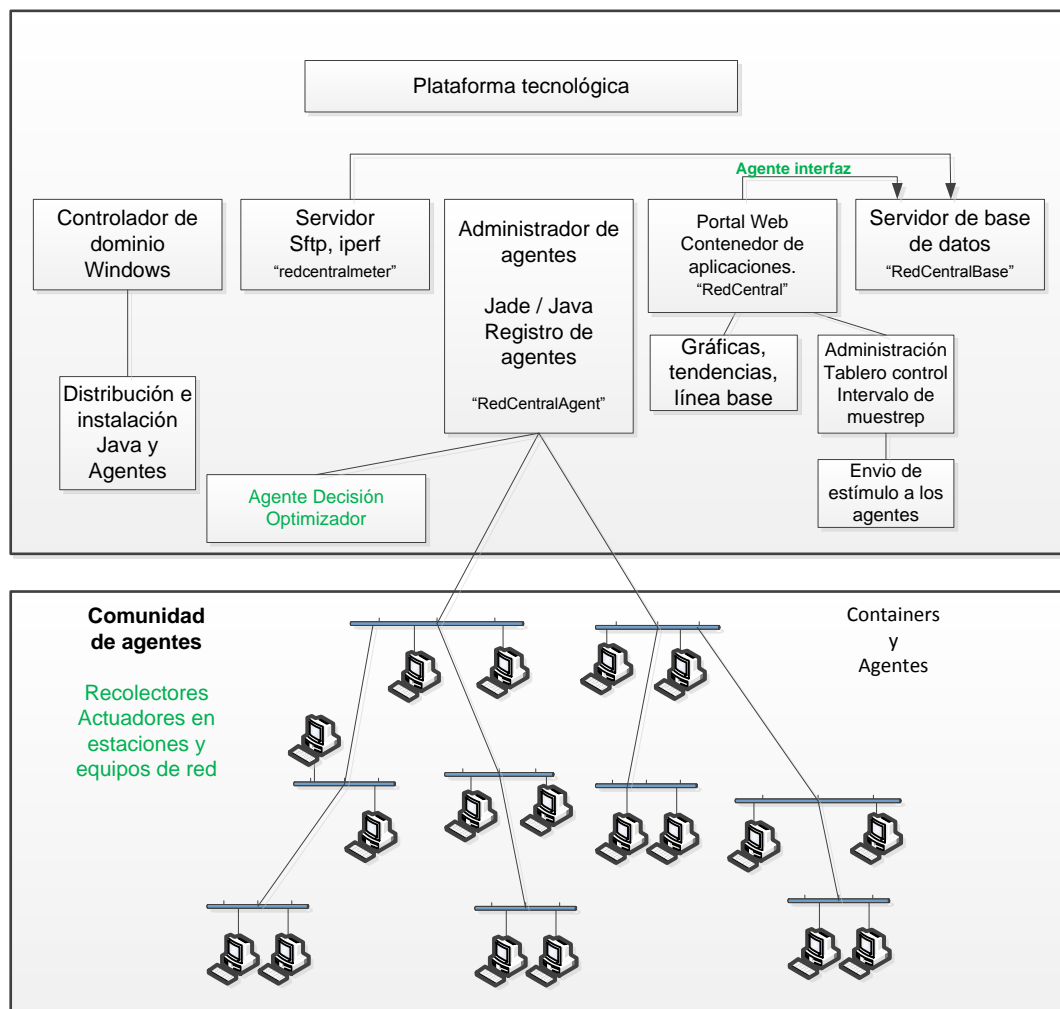 Plataforma tecnológica
Agente interfaz
Controlador de
dominio
Windows
Servidor
Sftp, iperf
“redcentralmeter”
Administrador de
agentes
Jade / Java
Registro de
agentes
“RedCentralAgent”
Portal Web
Contenedor de
aplicaciones.
“RedCentral”
Servidor de base
de datos
“RedCentralBase”
Gráficas,
tendencias,
línea base
Administración
Tablero control
Intervalo de
muestrep
Distribución e
instalación
Java y
Agentes
Envio de
estímulo a los
agentes
Agente Decisión
Optimizador
Comunidad
de agentes
Recolectores
Actuadores en
estaciones y
equipos de red
Containers
y
Agentes